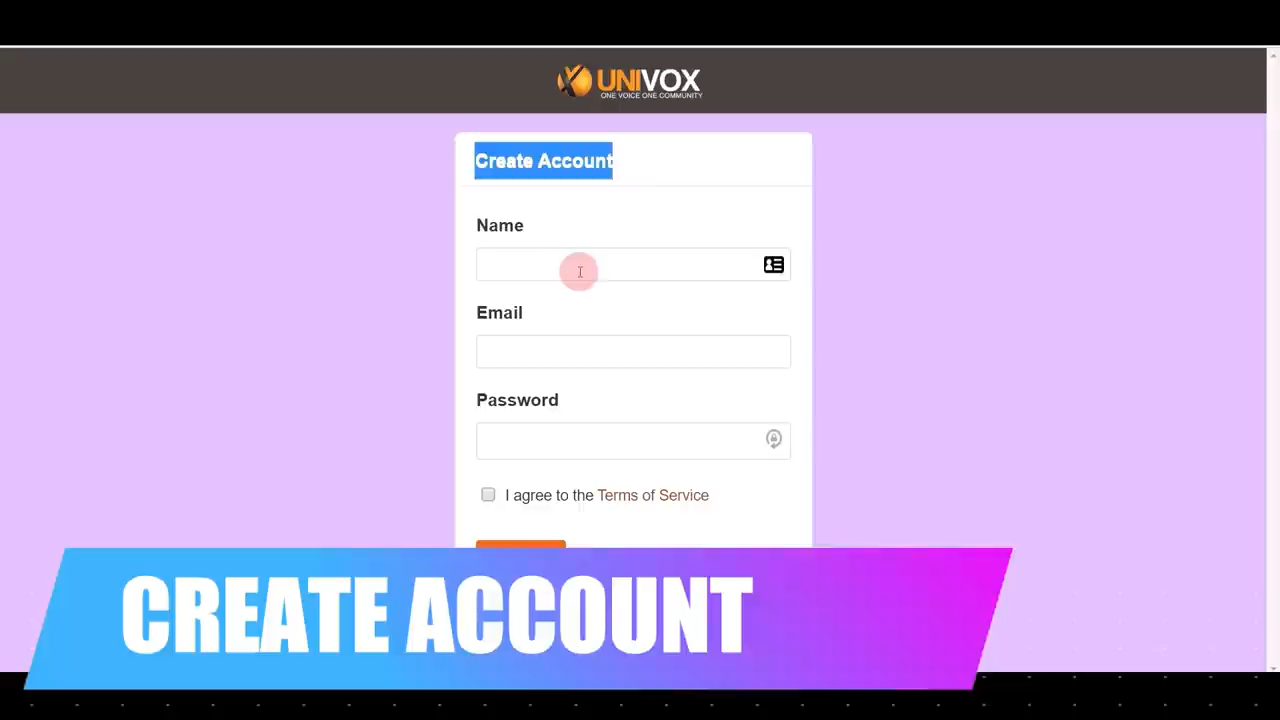 UNIVOX
ONE VOICE ONE COMMUNITY
Create Account
Name
Email
Password
I agree to the Terms of Service
CREATE ACCOUNT